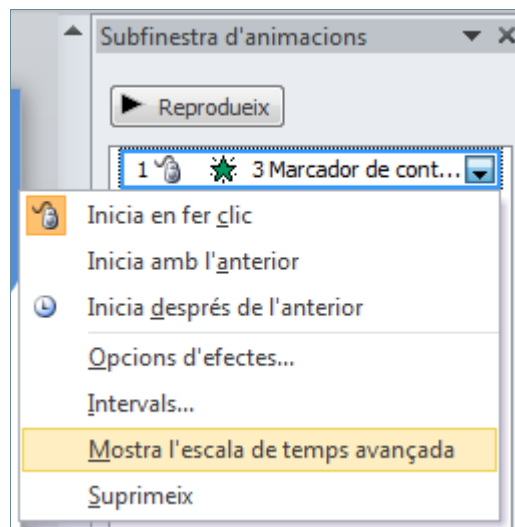 Subfinestra d'animacions
Reprodueix
1 3 Marcador de cont...
Inicia en fer clic
Inicia amb l'anterior
Inicia després de l'anterior
Opcions d'efectes...
Intervals...
Mostra l'escala de temps avançada
Suprimeix